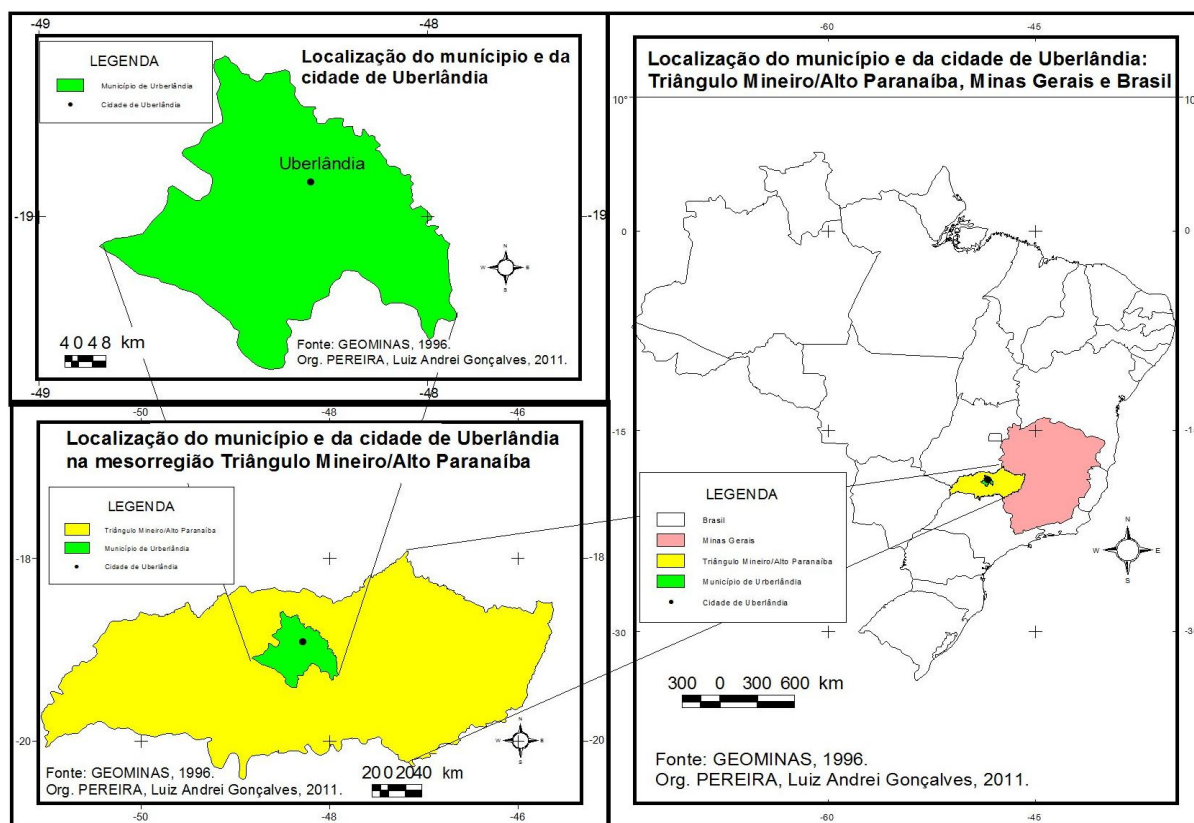 -49
-48
Localização do munícipio e da
cidade de Uberlândia
LEGENDA
Município de Urberlândia
Cidade de Uberlândia
Uberlândia
-19
-19
N
W
E
S
4 0 4 8 km
Fonte: GEOMINAS, 1996.
Org. PEREIRA, Luiz Andrei Gonçalves, 2011.
-49
-48
-50
-48
-46
Localização do município e da cidade de Uberlândia
na mesorregião Triângulo Mineiro/Alto Paranaíba
LEGENDA
Triângulo Mineiro/Alto Paranaíba
Município de Urberlândia
Cidade de Uberlândia
-18
-18
-20
-20
N
W
E
S
Fonte: GEOMINAS, 1996.
Org. PEREIRA, Luiz Andrei Gonçalves, 2011.
20 0 20 40 km
-50
-48
-46
-60
-45
Localização do município e da cidade de Uberlândia:
Triângulo Mineiro/Alto Paranaíba, Minas Gerais e Brasil
10°
10°
0
0
-15
-15
LEGENDA
Brasil
Minas Gerais
Triângulo Mineiro/Alto Paranaíba
Município de Urberlândia
Cidade de Uberlândia
N
W
E
S
-30
-30
300 0 300 600 km
Fonte: GEOMINAS, 1996.
Org. PEREIRA, Luiz Andrei Gonçalves, 2011.
-60
-45